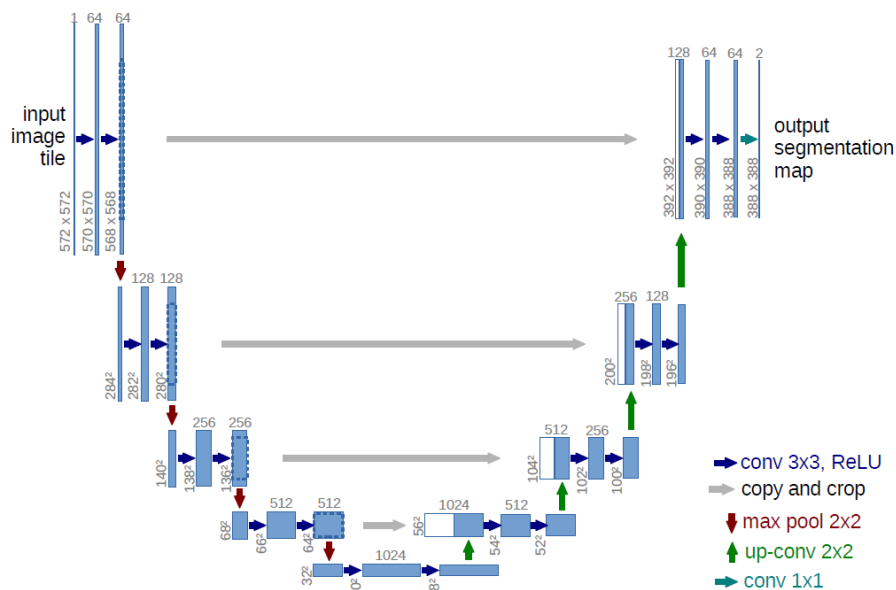 1 64 64
128 64 64 2
input
image
tile
output
segmentation
map
572 x 572
570 x 570
568 x 568
392 x 392
390 x 390
388 x 388
388 x 388
128 128
256 128
284²
282²
280²
200²
198²
196²
256 256
512 256
140²
138²
136²
104²
102²
100²
512 512
1024 512
68²
66²
64²
56²
54²
52²
1024
32²
0²
8²
conv 3x3, ReLU
copy and crop
max pool 2x2
up-conv 2x2
conv 1x1